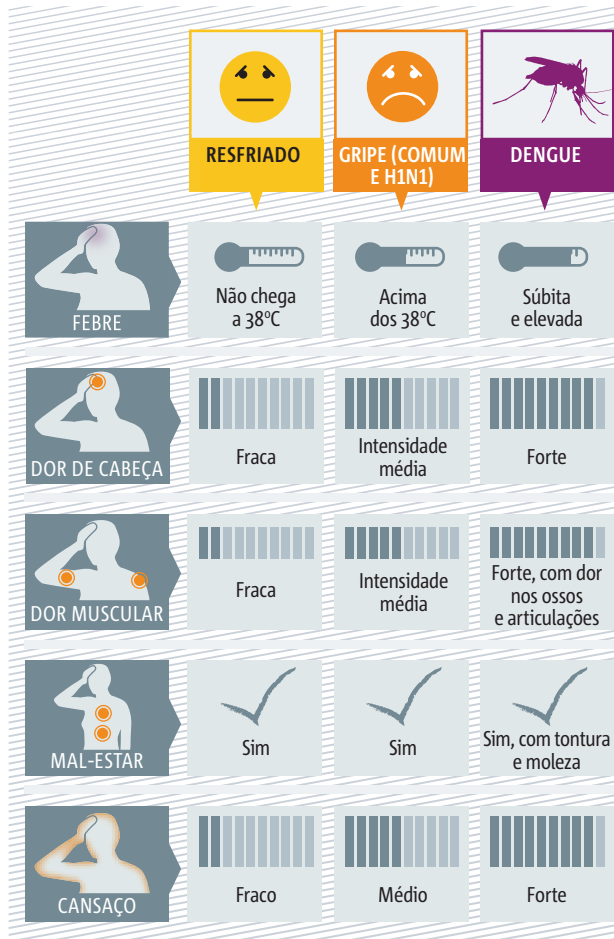 RESFRIADO
GRIPE (COMUM
E H1N1)
DENGUE
FEBRE
Não chega
a 38ºC
Acima
dos 38ºC
Súbita
e elevada
DOR DE CABEÇA
Fraca
Intensidade
média
Forte
DOR MUSCULAR
Fraca
Intensidade
média
Forte, com dor
nos ossos
e articulações
MAL-ESTAR
Sim
Sim
Sim, com tontura
e moleza
CANSAÇO
Fraco
Médio
Forte